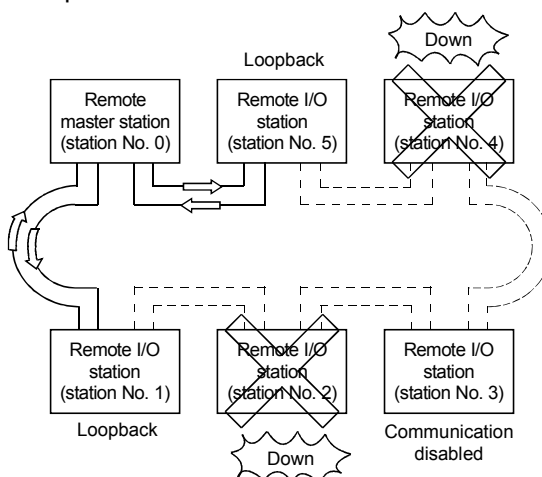 Down
Loopback
Remote
master station
(station No. 0)
Remote I/O
station
(station No. 5)
Remote I/O
station
(station No. 4)
Remote I/O
station
(station No. 1)
Remote I/O
station
(station No. 2)
Remote I/O
station
(station No. 3)
Loopback
Down
Communication
disabled